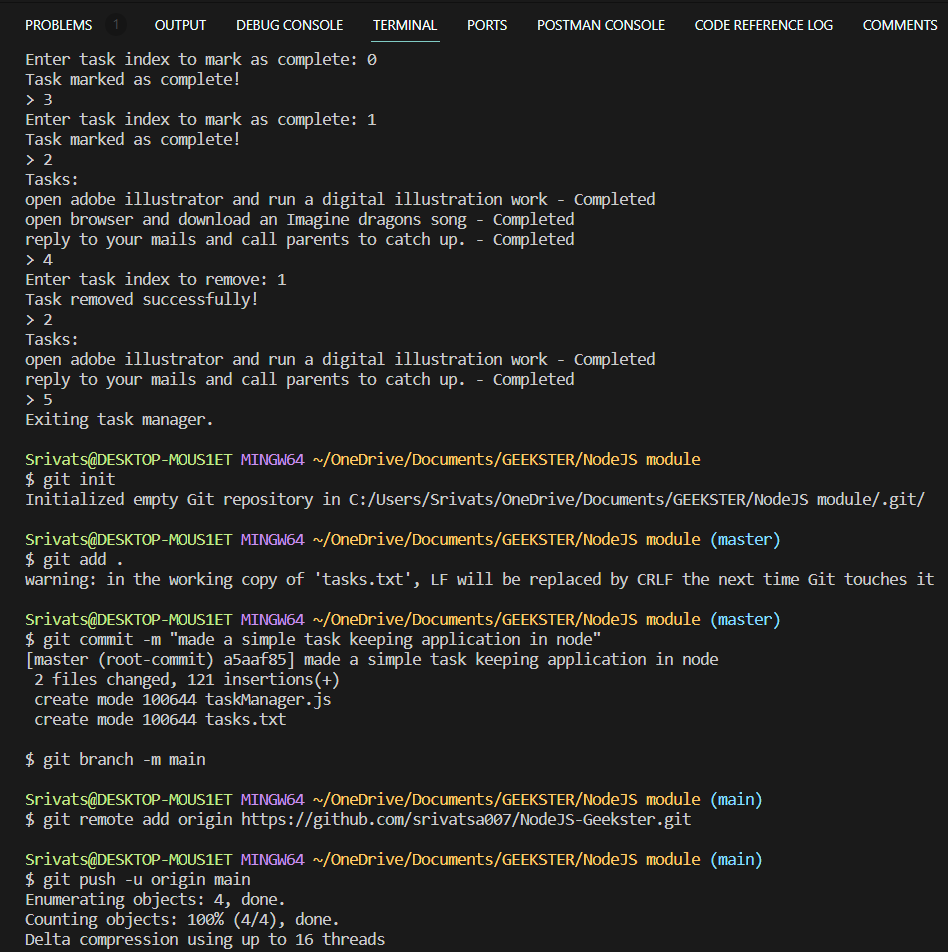 PROBLEMS 1 OUTPUT DEBUG CONSOLE TERMINAL PORTS POSTMAN CONSOLE CODE REFERENCE LOG COMMENTS
Enter task index to mark as complete: 0
Task marked as complete!
> 3
Enter task index to mark as complete: 1
Task marked as complete!
> 2
Tasks:
open adobe illustrator and run a digital illustration work - Completed
open browser and download an Imagine dragons song - Completed
reply to your mails and call parents to catch up. - Completed
> 4
Enter task index to remove: 1
Task removed successfully!
> 2
Tasks:
open adobe illustrator and run a digital illustration work - Completed
reply to your mails and call parents to catch up. - Completed
> 5
Exiting task manager.
Srivats@DESKTOP-MOUS1ET MINGW64 ~/OneDrive/Documents/GEEKSTER/NodeJS module
$ git init
Initialized empty Git repository in C:/Users/Srivats/OneDrive/Documents/GEEKSTER/NodeJS module/.git/
Srivats@DESKTOP-MOUS1ET MINGW64 ~/OneDrive/Documents/GEEKSTER/NodeJS module (master)
$ git add .
warning: in the working copy of 'tasks.txt', LF will be replaced by CRLF the next time Git touches it
Srivats@DESKTOP-MOUS1ET MINGW64 ~/OneDrive/Documents/GEEKSTER/NodeJS module (master)
$ git commit -m "made a simple task keeping application in node"
[master (root-commit) a5aaf85] made a simple task keeping application in node
 2 files changed, 121 insertions(+)
 create mode 100644 taskManager.js
 create mode 100644 tasks.txt
$ git branch -m main
Srivats@DESKTOP-MOUS1ET MINGW64 ~/OneDrive/Documents/GEEKSTER/NodeJS module (main)
$ git remote add origin https://github.com/srivatsa007/NodeJS-Geekster.git
Srivats@DESKTOP-MOUS1ET MINGW64 ~/OneDrive/Documents/GEEKSTER/NodeJS module (main)
$ git push -u origin main
Enumerating objects: 4, done.
Counting objects: 100% (4/4), done.
Delta compression using up to 16 threads